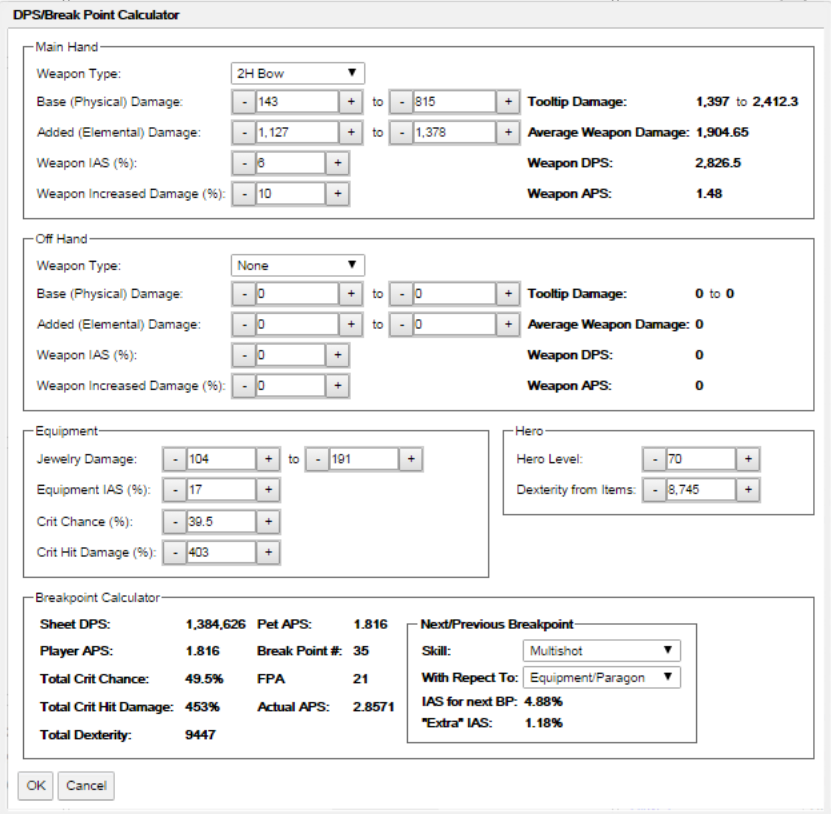 DPS/Break Point Calculator
Main Hand
Weapon Type: 2H Bow ▼
Base (Physical) Damage: - 143 + to - 815 + Tooltip Damage: 1,397 to 2,412.3
Added (Elemental) Damage: - 1,127 + to - 1,378 + Average Weapon Damage: 1,904.65
Weapon IAS (%): - 6 + Weapon DPS: 2,826.5
Weapon Increased Damage (%): - 10 + Weapon APS: 1.48
Off Hand
Weapon Type: None ▼
Base (Physical) Damage: - 0 + to - 0 + Tooltip Damage: 0 to 0
Added (Elemental) Damage: - 0 + to - 0 + Average Weapon Damage: 0
Weapon IAS (%): - 0 + Weapon DPS: 0
Weapon Increased Damage (%): - 0 + Weapon APS: 0
Equipment
Jewelry Damage: - 104 + to - 191 +
Equipment IAS (%): - 17 +
Crit Chance (%): - 39.5 +
Crit Hit Damage (%): - 403 +
Hero
Hero Level: - 70 +
Dexterity from Items: - 8,745 +
Breakpoint Calculator
Sheet DPS: 1,384,626 Pet APS: 1.816
Player APS: 1.816 Break Point #: 35
Total Crit Chance: 49.5% FPA 21
Total Crit Hit Damage: 453% Actual APS: 2.8571
Total Dexterity: 9447
Next/Previous Breakpoint
Skill: Multishot ▼
With Repect To: Equipment/Paragon ▼
IAS for next BP: 4.88%
"Extra" IAS: 1.18%
OK Cancel